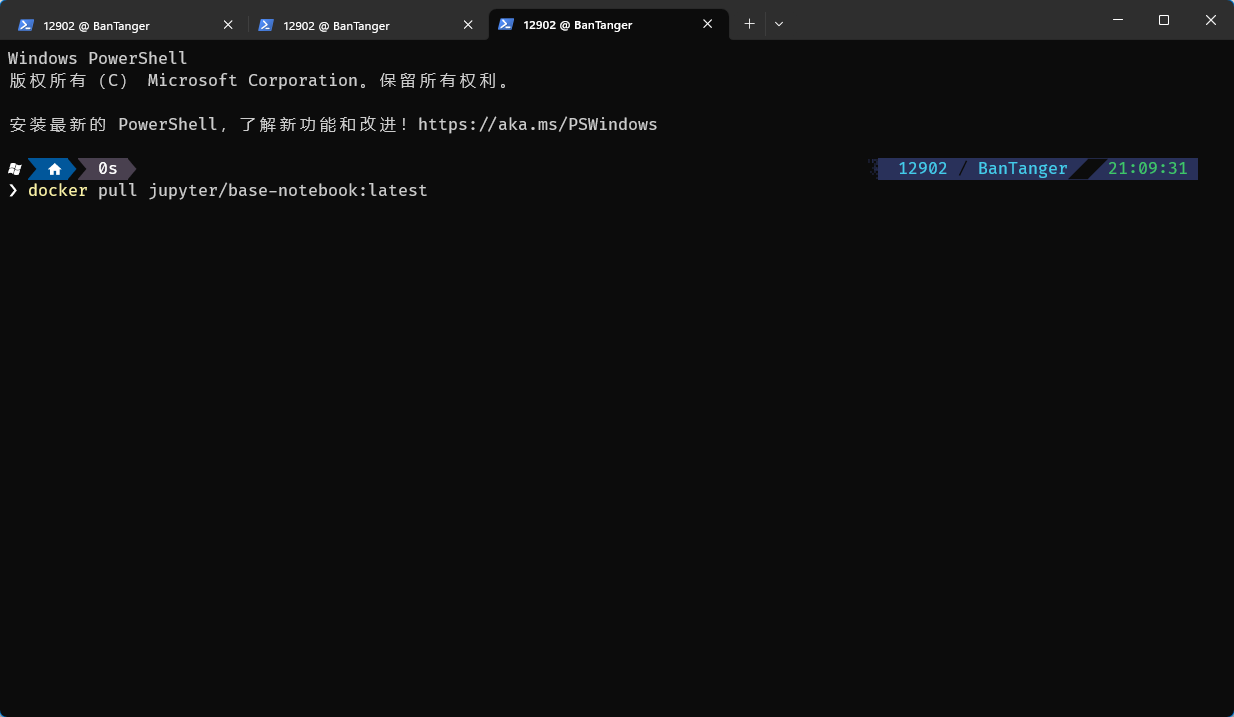 12902 @ BanTanger 12902 @ BanTanger 12902 @ BanTanger
Windows PowerShell
版权所有（C） Microsoft Corporation。保留所有权利。
安装最新的 PowerShell，了解新功能和改进！https://aka.ms/PSWindows
0s 12902 / BanTanger 21:09:31
❯ docker pull jupyter/base-notebook:latest